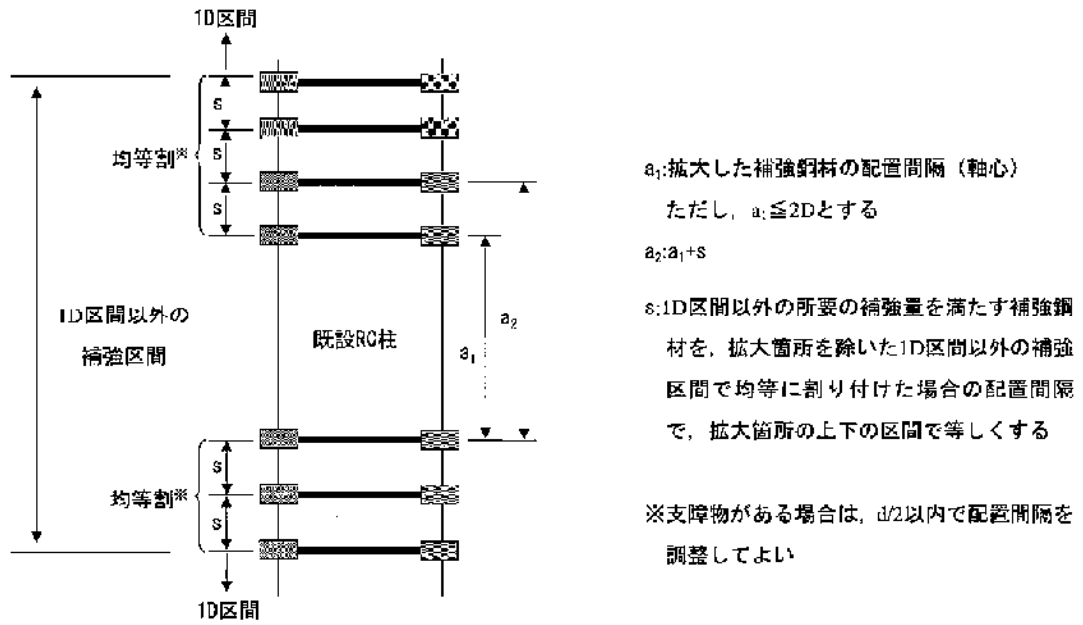 1D区間
s
s
均等割※
s
1D区間以外の
補強区間
既設RC柱
a₁
a₂
s
均等割※
s
1D区間
a₁:拡大した補強鋼材の配置間隔（軸心）
ただし，a₁≦2Dとする
a₂:a₁+s
s:1D区間以外の所要の補強量を満たす補強鋼
材を，拡大箇所を除いた1D区間以外の補強
区間で均等に割り付けた場合の配置間隔
で，拡大箇所の上下の区間で等しくする
※支障物がある場合は，d/2以内で配置間隔を
調整してよい